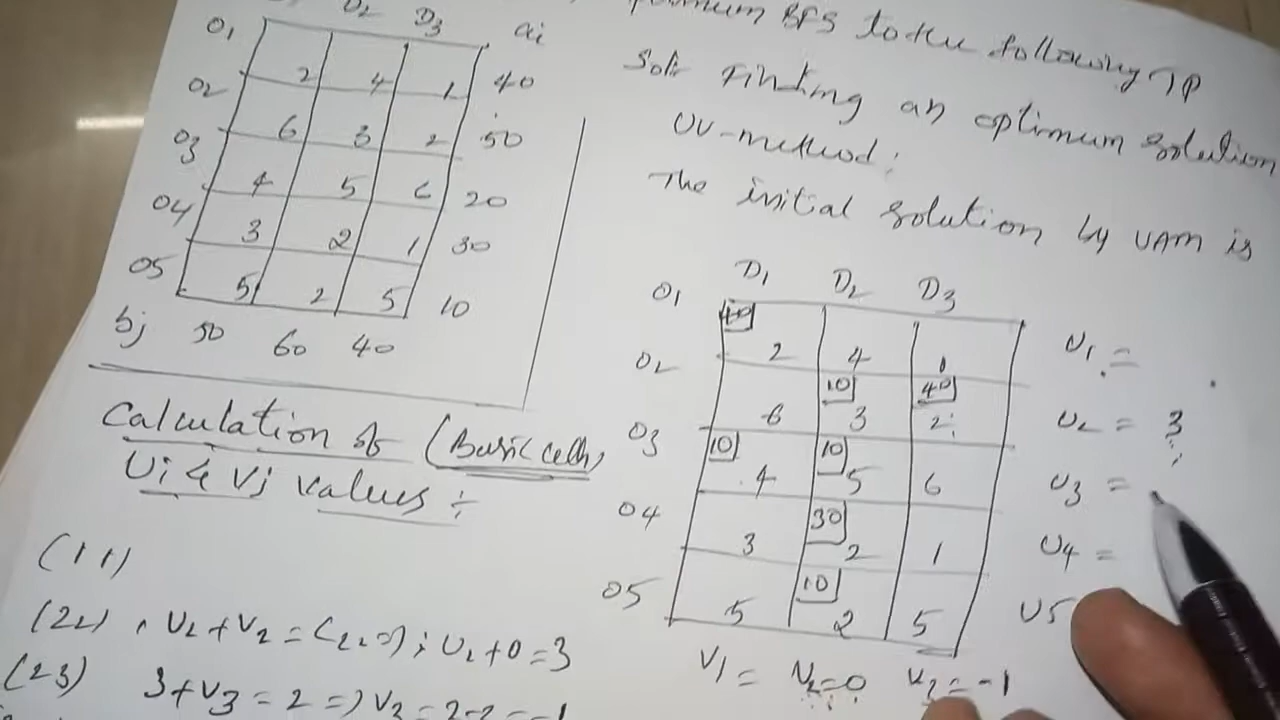 D2 D3 ai
O1 2 4 1 40
O2 6 3 2 50
O3 4 5 6 20
O4 3 2 1 30
O5 5 2 5 10
bj 50 60 40
BFS to the following TP
Sol: Finding an optimum solution
UV-method:
The initial solution by VAM is
D1 D2 D3
O1 40 2 4 1 U1 =
O2 6 10 3 40 2 U2 = 3
O3 10 4 10 5 6 U3 =
O4 3 30 2 1 U4 =
O5 5 10 2 5 U5
V1 = V2=0 V3=-1
Calculation of (Basic cells)
Ui & Vj values :-
(11)
(22) , U2+V2=C22=); U2+0=3
(23) 3+V3=2=)V3=2-3=-1